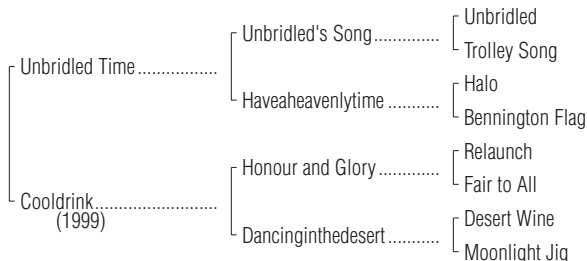 Unbridled
Unbridled's Song.............
Trolley Song
Unbridled Time................
Halo
Haveaheavenlytime..........
Bennington Flag
Relaunch
Honour and Glory............
Fair to All
Cooldrink........................
(1999)
Desert Wine
Dancinginthedesert..........
Moonlight Jig